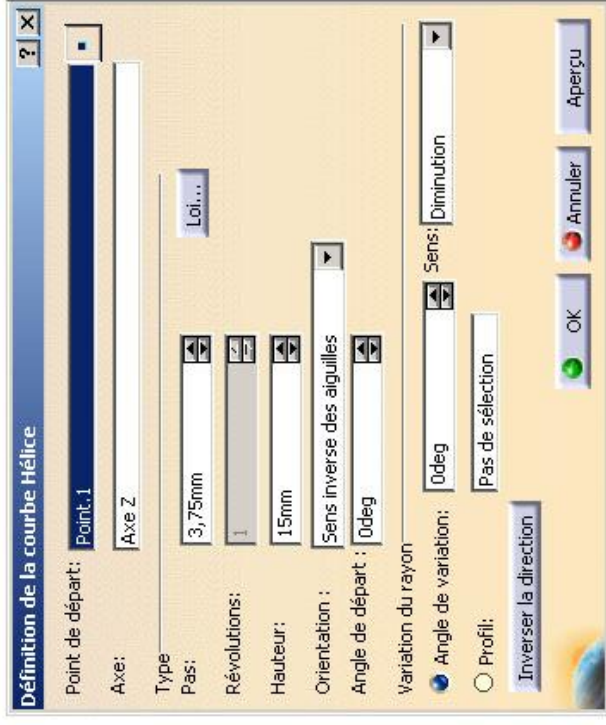 Définition de la courbe Hélice ? X
Point de départ: Point.1
Axe: Axe Z
Type
Pas: 3,75mm Loi...
Révolutions: 1
Hauteur: 15mm
Orientation : Sens inverse des aiguilles
Angle de départ : 0deg
Variation du rayon
Angle de variation: 0deg Sens: Diminution
Profil: Pas de sélection
Inverser la direction
OK Annuler Aperçu